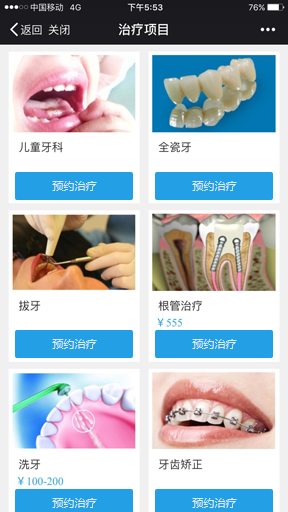 中国移动 4G 下午5:53 76%
返回 关闭 治疗项目
儿童牙科 全瓷牙
预约治疗 预约治疗
拔牙 根管治疗
￥555
预约治疗 预约治疗
洗牙 牙齿矫正
￥100-200
预约治疗 预约治疗